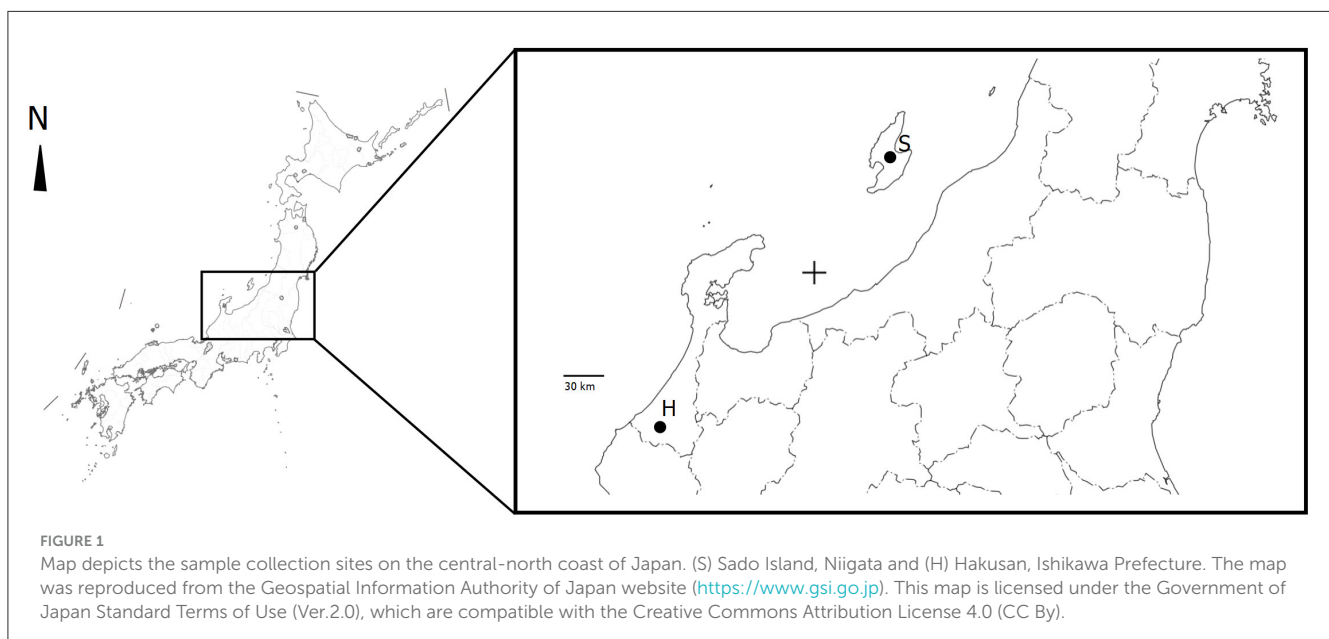 N
S
30 km
H
FIGURE 1
Map depicts the sample collection sites on the central-north coast of Japan. (S) Sado Island, Niigata and (H) Hakusan, Ishikawa Prefecture. The map
was reproduced from the Geospatial Information Authority of Japan website (https://www.gsi.go.jp). This map is licensed under the Government of
Japan Standard Terms of Use (Ver.2.0), which are compatible with the Creative Commons Attribution License 4.0 (CC By).